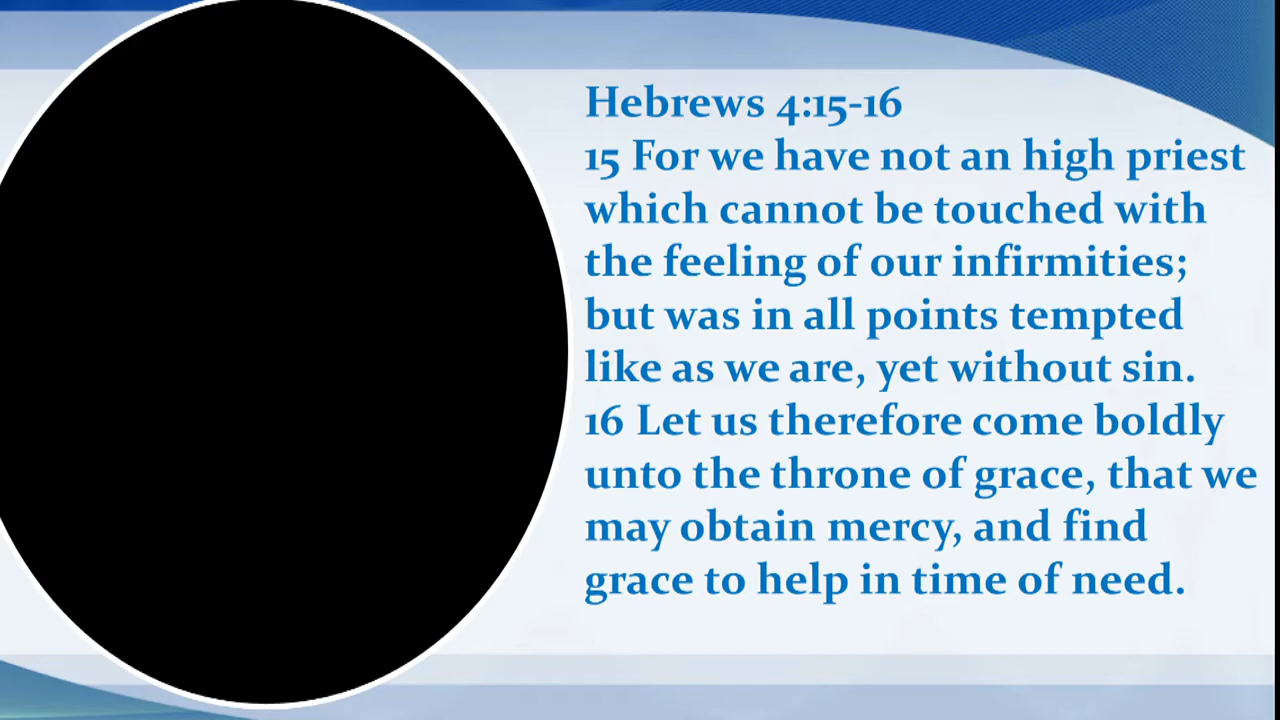 Hebrews 4:15-16
15 For we have not an high priest
which cannot be touched with
the feeling of our infirmities;
but was in all points tempted
like as we are, yet without sin.
16 Let us therefore come boldly
unto the throne of grace, that we
may obtain mercy, and find
grace to help in time of need.